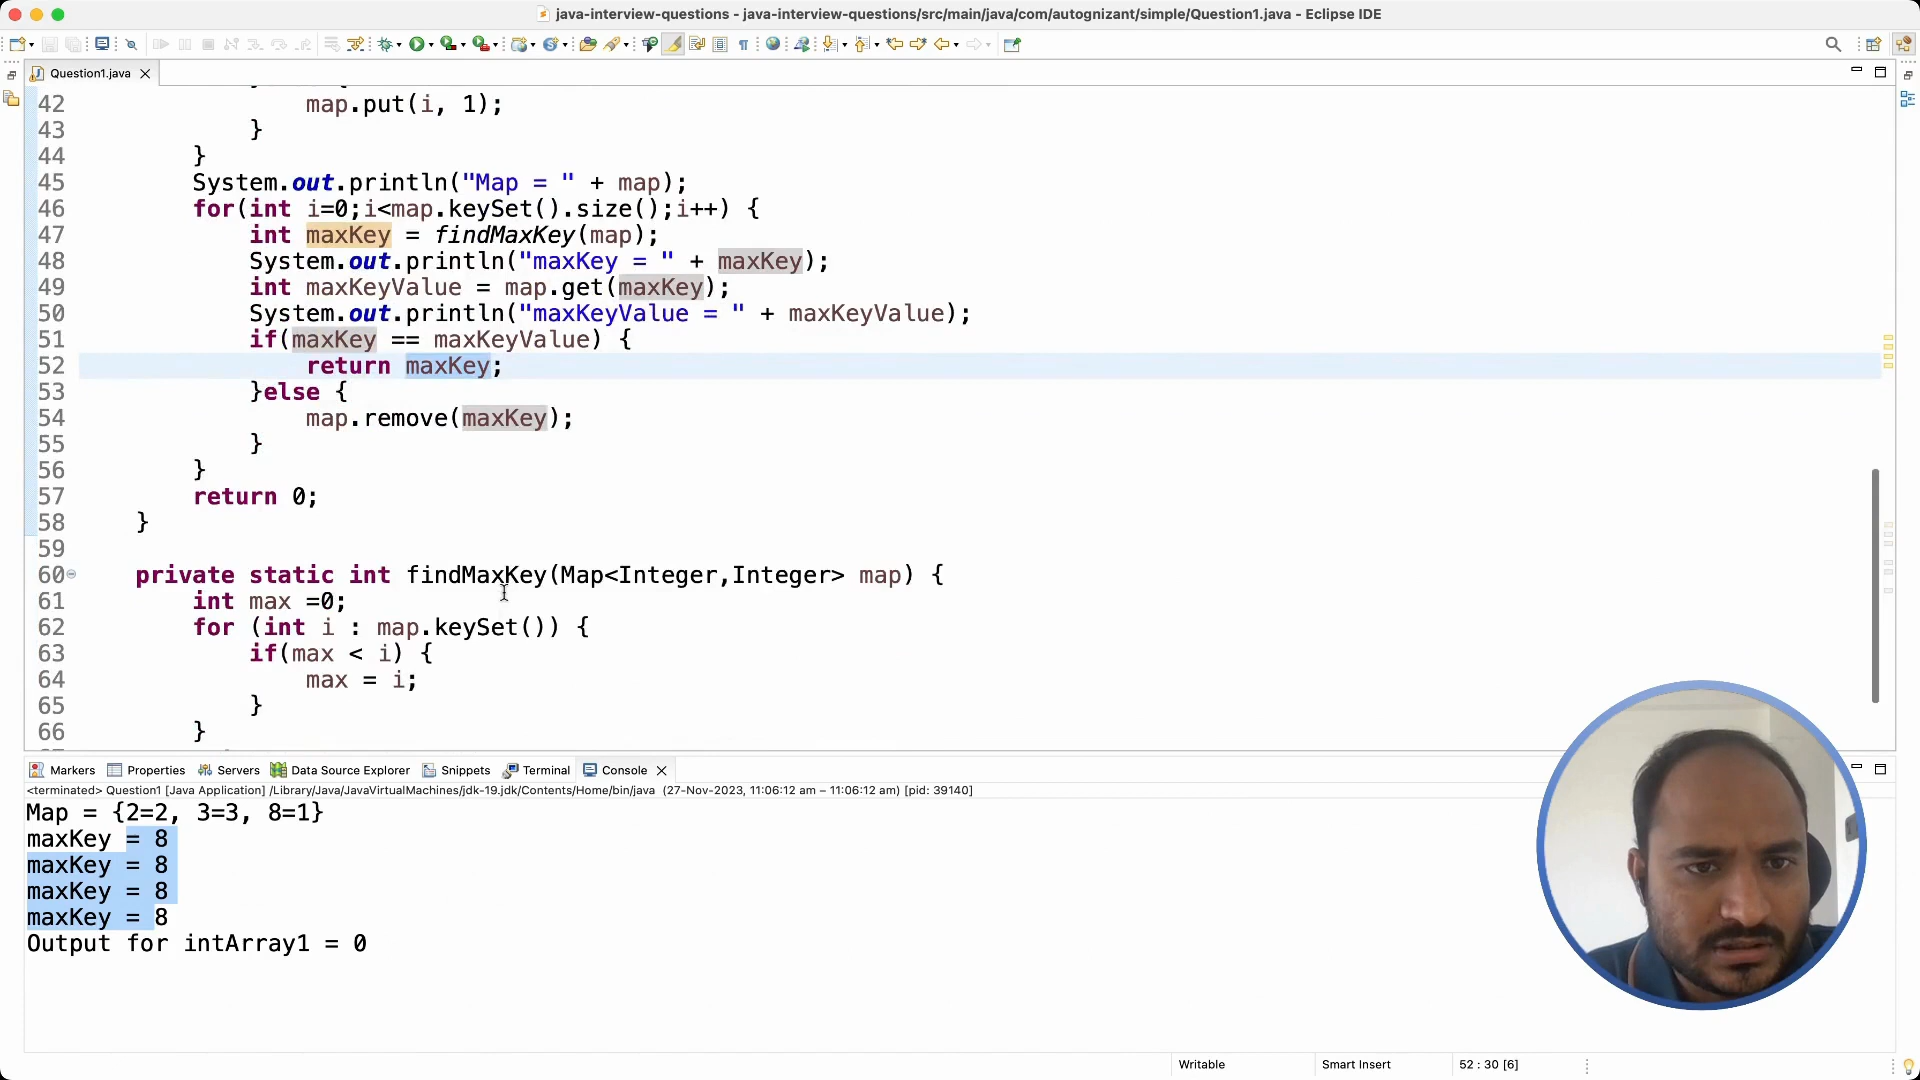 java-interview-questions - java-interview-questions/src/main/java/com/autognizant/simple/Question1.java - Eclipse IDE
Question1.java
42 map.put(i, 1);
43 }
44 }
45 System.out.println("Map = " + map);
46 for(int i=0;i<map.keySet().size();i++) {
47 int maxKey = findMaxKey(map);
48 System.out.println("maxKey = " + maxKey);
49 int maxKeyValue = map.get(maxKey);
50 System.out.println("maxKeyValue = " + maxKeyValue);
51 if(maxKey == maxKeyValue) {
52 return maxKey;
53 }else {
54 map.remove(maxKey);
55 }
56 }
57 return 0;
58 }
59
60 private static int findMaxKey(Map<Integer,Integer> map) {
61 int max =0;
62 for (int i : map.keySet()) {
63 if(max < i) {
64 max = i;
65 }
66 }
Markers Properties Servers Data Source Explorer Snippets Terminal Console
<terminated> Question1 [Java Application] /Library/Java/JavaVirtualMachines/jdk-19.jdk/Contents/Home/bin/java (27-Nov-2023, 11:06:12 am – 11:06:12 am) [pid: 39140]
Map = {2=2, 3=3, 8=1}
maxKey = 8
maxKey = 8
maxKey = 8
maxKey = 8
Output for intArray1 = 0
Writable Smart Insert 52 : 30 [6]